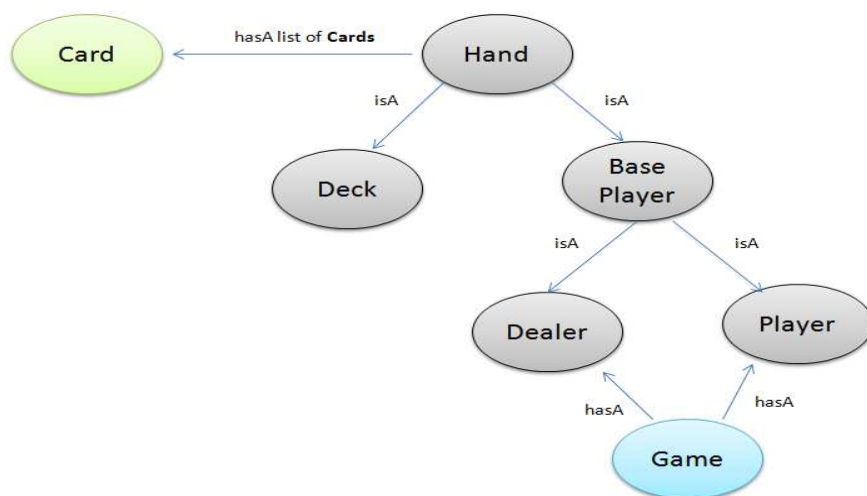 Card
hasA list of Cards
Hand
isA
isA
Deck
Base
Player
isA
isA
Dealer
Player
hasA
hasA
Game